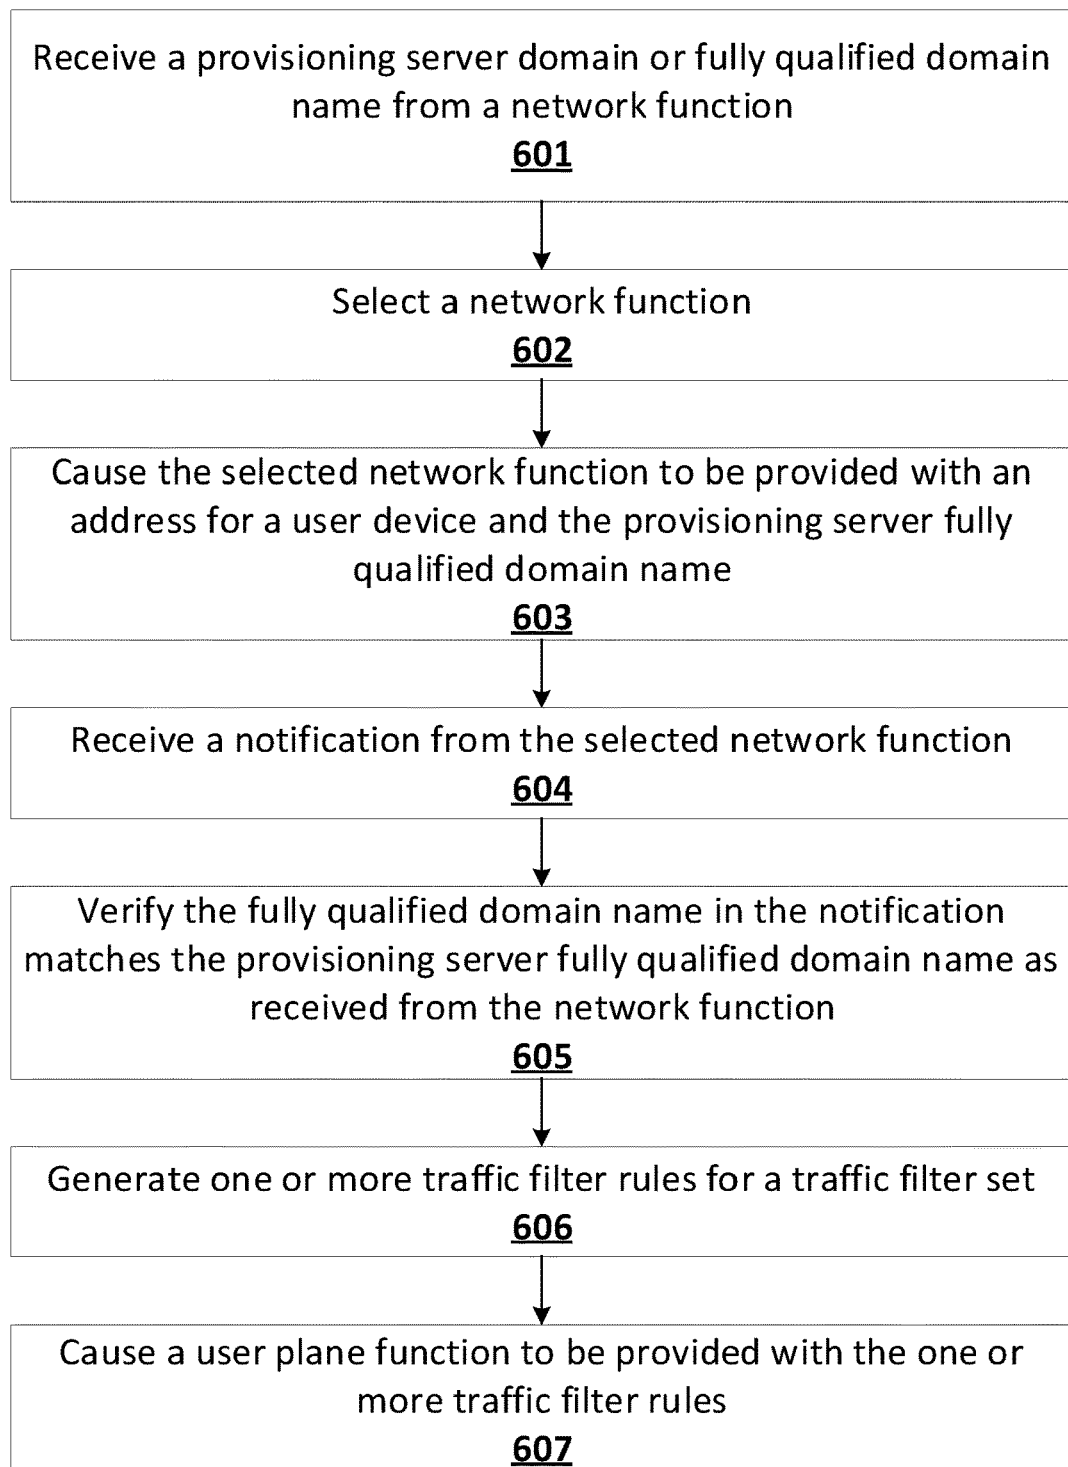 Receive a provisioning server domain or fully qualified domain
name from a network function
601
Select a network function
602
Cause the selected network function to be provided with an
address for a user device and the provisioning server fully
qualified domain name
603
Receive a notification from the selected network function
604
Verify the fully qualified domain name in the notification
matches the provisioning server fully qualified domain name as
received from the network function
605
Generate one or more traffic filter rules for a traffic filter set
606
Cause a user plane function to be provided with the one or
more traffic filter rules
607